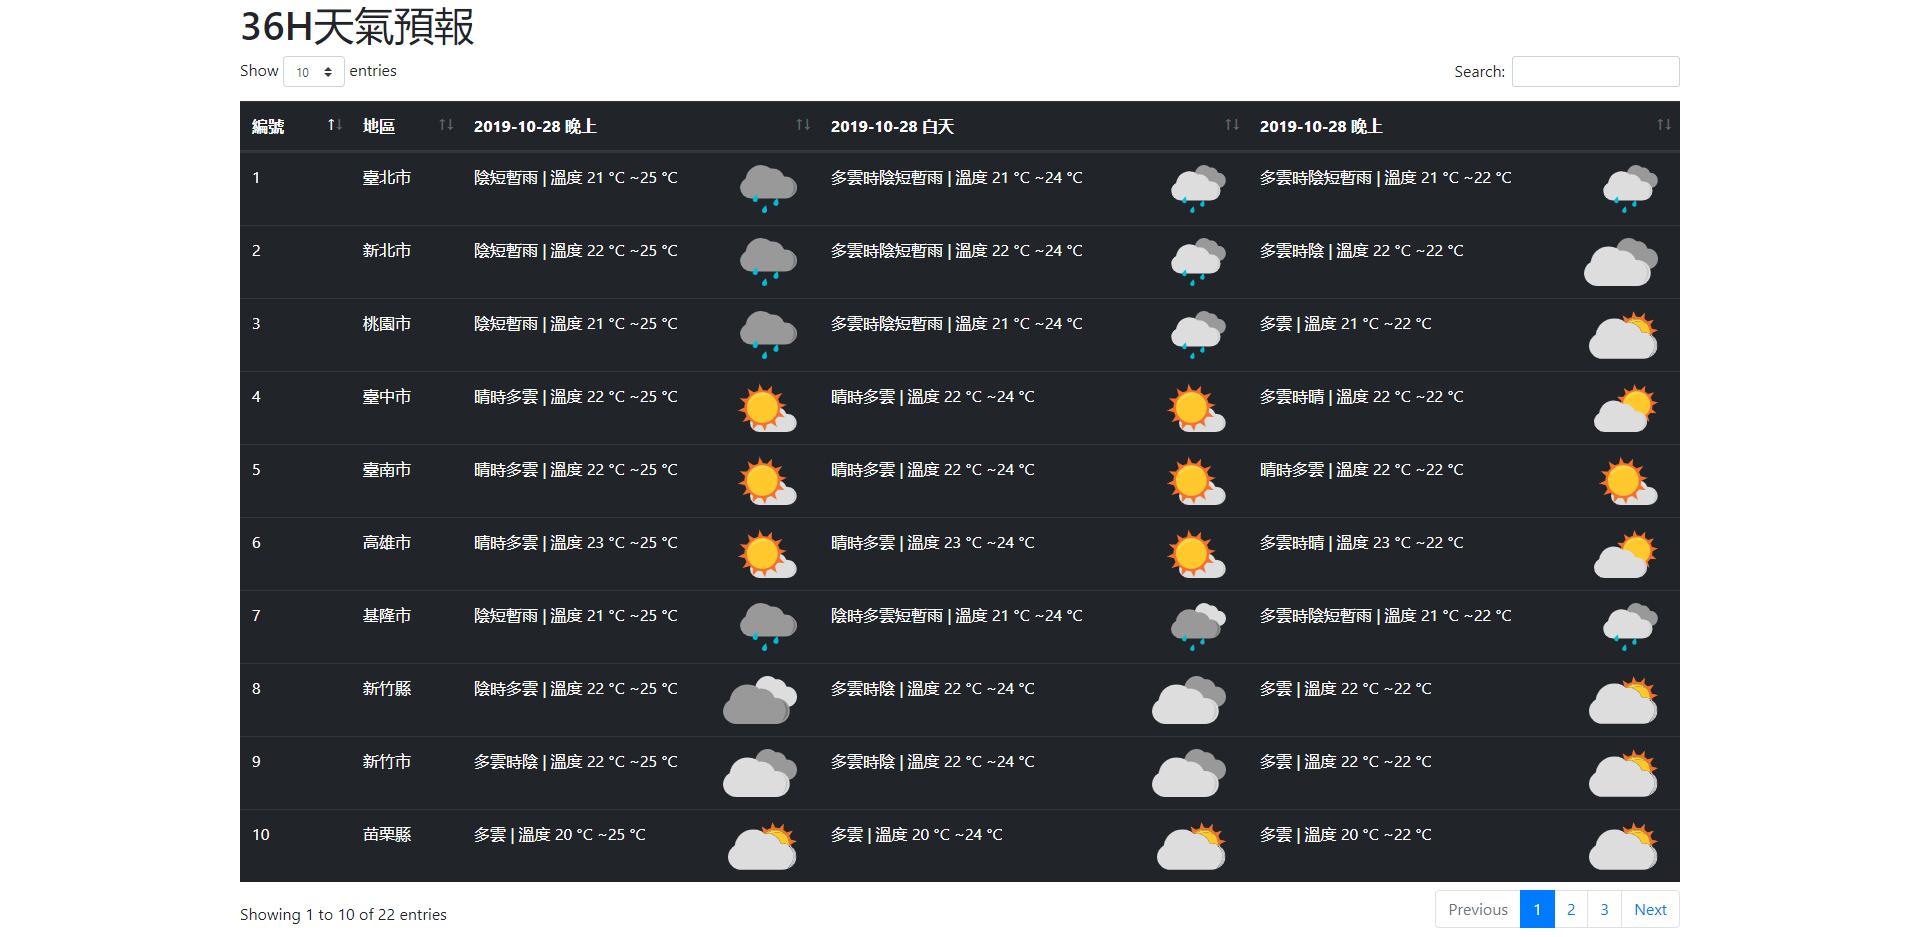 36H天氣預報
Show 10 entries
Search:
編號 地區 2019-10-28 晚上 2019-10-28 白天 2019-10-28 晚上
1 臺北市 陰短暫雨 | 溫度 21 °C ~25 °C 多雲時陰短暫雨 | 溫度 21 °C ~24 °C 多雲時陰短暫雨 | 溫度 21 °C ~22 °C
2 新北市 陰短暫雨 | 溫度 22 °C ~25 °C 多雲時陰短暫雨 | 溫度 22 °C ~24 °C 多雲時陰 | 溫度 22 °C ~22 °C
3 桃園市 陰短暫雨 | 溫度 21 °C ~25 °C 多雲時陰短暫雨 | 溫度 21 °C ~24 °C 多雲 | 溫度 21 °C ~22 °C
4 臺中市 晴時多雲 | 溫度 22 °C ~25 °C 晴時多雲 | 溫度 22 °C ~24 °C 多雲時晴 | 溫度 22 °C ~22 °C
5 臺南市 晴時多雲 | 溫度 22 °C ~25 °C 晴時多雲 | 溫度 22 °C ~24 °C 晴時多雲 | 溫度 22 °C ~22 °C
6 高雄市 晴時多雲 | 溫度 23 °C ~25 °C 晴時多雲 | 溫度 23 °C ~24 °C 多雲時晴 | 溫度 23 °C ~22 °C
7 基隆市 陰短暫雨 | 溫度 21 °C ~25 °C 陰時多雲短暫雨 | 溫度 21 °C ~24 °C 多雲時陰短暫雨 | 溫度 21 °C ~22 °C
8 新竹縣 陰時多雲 | 溫度 22 °C ~25 °C 多雲時陰 | 溫度 22 °C ~24 °C 多雲 | 溫度 22 °C ~22 °C
9 新竹市 多雲時陰 | 溫度 22 °C ~25 °C 多雲時陰 | 溫度 22 °C ~24 °C 多雲 | 溫度 22 °C ~22 °C
10 苗栗縣 多雲 | 溫度 20 °C ~25 °C 多雲 | 溫度 20 °C ~24 °C 多雲 | 溫度 20 °C ~22 °C
Showing 1 to 10 of 22 entries
Previous 1 2 3 Next